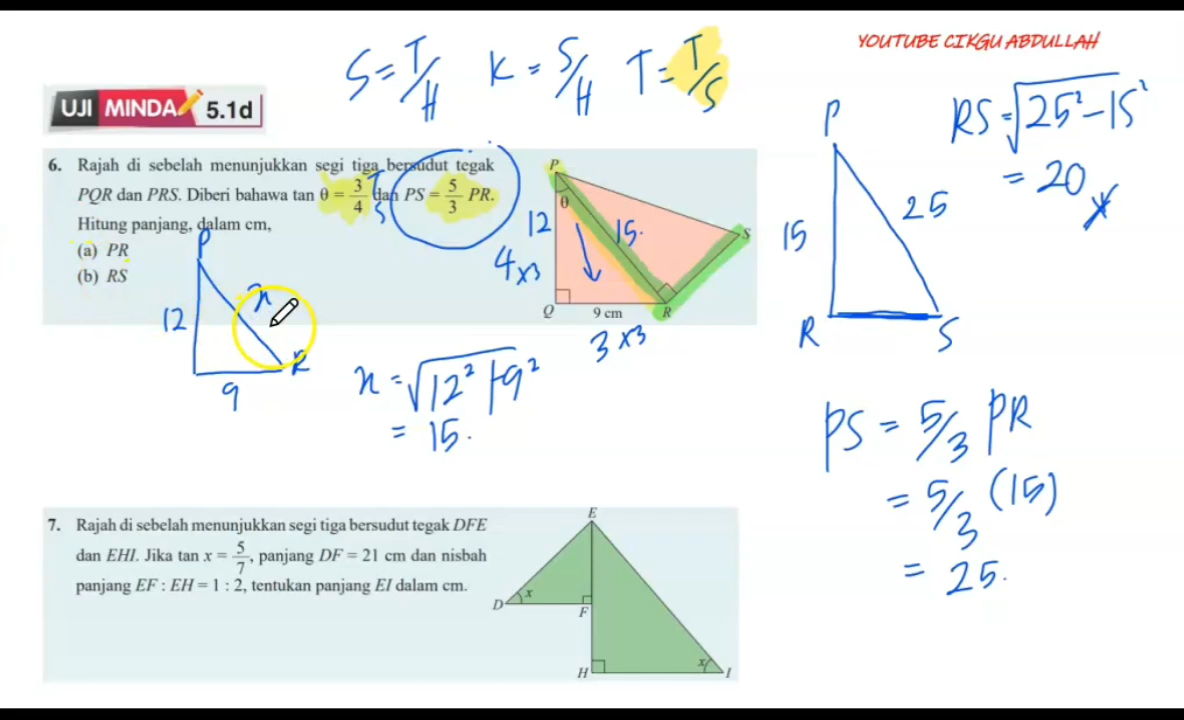 YOUTUBE CIKGU ABDULLAH
S = T/H K = S/H T = T/S
UJI MINDA 5.1d
6. Rajah di sebelah menunjukkan segi tiga bersudut tegak
PQR dan PRS. Diberi bahawa tan θ = 3/4 dan PS = 5/3 PR.
T
S
Hitung panjang, dalam cm,
(a) PR
(b) RS
P
θ
12
15.
S
4 x3
Q
9 cm
R
3 x3
P
12
x
R
9
x = √12² + 9²
= 15.
P
15
25
R
S
RS = √25² - 15²
= 20
PS = 5/3 PR
= 5/3 (15)
= 25.
7. Rajah di sebelah menunjukkan segi tiga bersudut tegak DFE
dan EHI. Jika tan x = 5/7, panjang DF = 21 cm dan nisbah
panjang EF : EH = 1 : 2, tentukan panjang EI dalam cm.
E
D
x
F
H
x
I